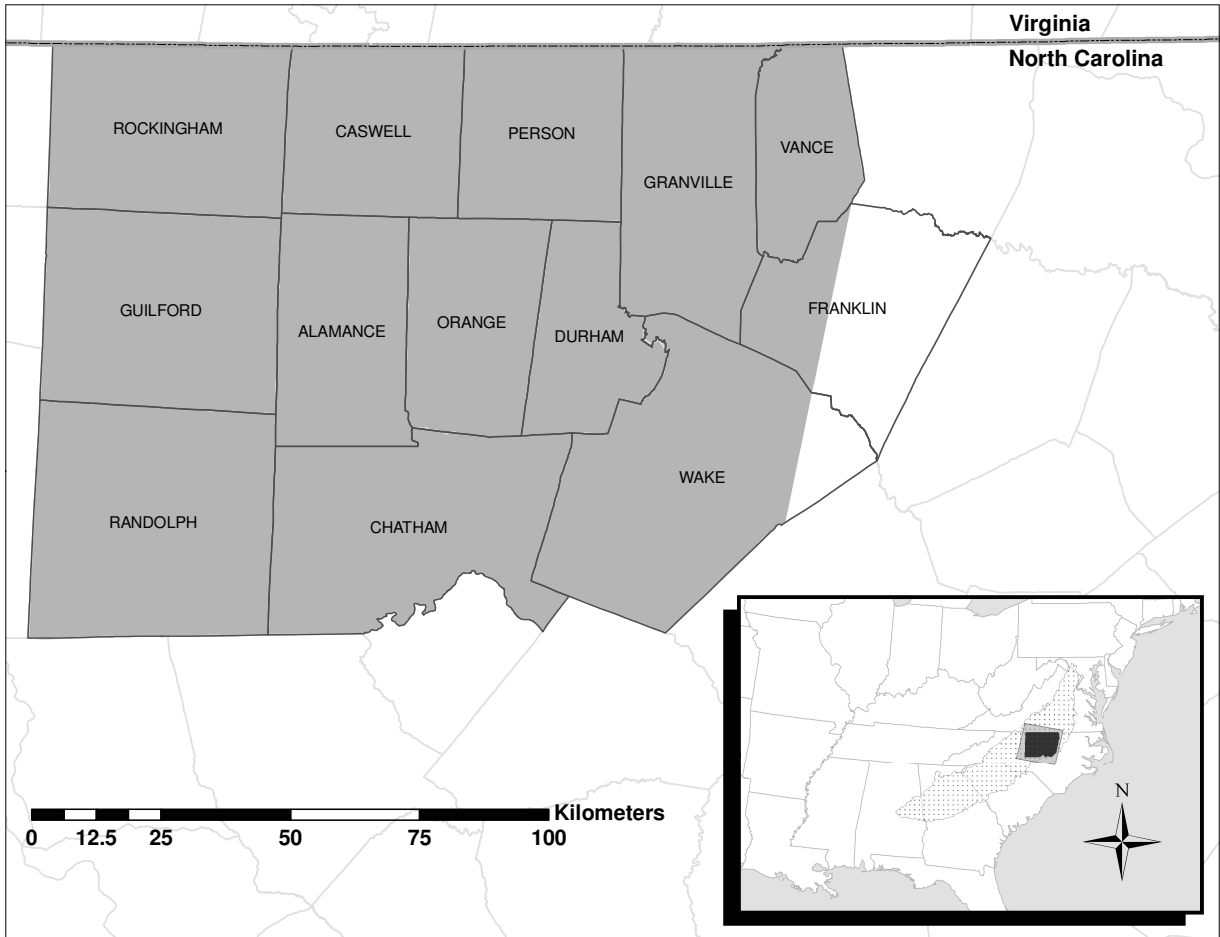 Virginia
North Carolina
ROCKINGHAM
CASWELL
PERSON
VANCE
GRANVILLE
GUILFORD
ALAMANCE
ORANGE
DURHAM
FRANKLIN
RANDOLPH
CHATHAM
WAKE
Kilometers
0 12.5 25 50 75 100
N